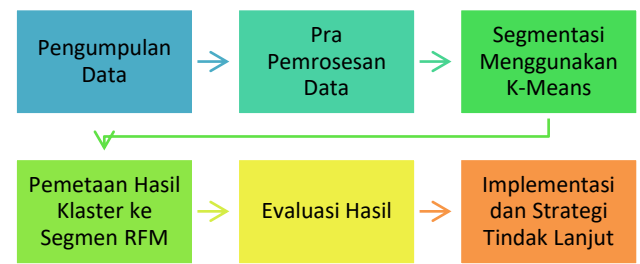 Pengumpulan
Data
Pra
Pemrosesan
Data
Segmentasi
Menggunakan
K-Means
Pemetaan Hasil
Klaster ke
Segmen RFM
Evaluasi Hasil
Implementasi
dan Strategi
Tindak Lanjut